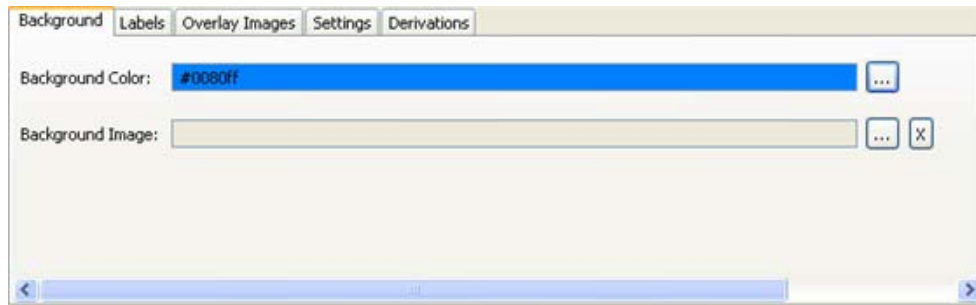 Background Labels Overlay Images Settings Derivations
Background Color: #0080ff ...
Background Image: ... X